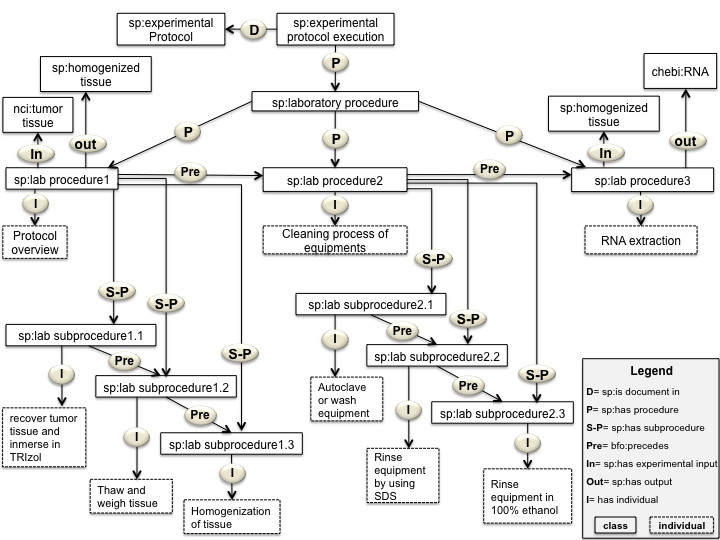 sp:experimental
Protocol
D
sp:experimental
protocol execution
P
sp:homogenized
tissue
chebi:RNA
nci:tumor
tissue
sp:laboratory procedure
sp:homogenized
tissue
In
out
P
P
P
In
out
sp:lab procedure1
Pre
sp:lab procedure2
Pre
sp:lab procedure3
I
I
I
Protocol
overview
Cleaning process of
equipments
RNA extraction
S-P
S-P
S-P
S-P
S-P
S-P
sp:lab subprocedure1.1
Pre
I
sp:lab subprocedure1.2
Pre
I
sp:lab subprocedure1.3
I
recover tumor
tissue and
inmerse in
TRIzol
Thaw and
weigh tissue
Homogenization
of tissue
sp:lab subprocedure2.1
Pre
I
sp:lab subprocedure2.2
Pre
I
sp:lab subprocedure2.3
I
Autoclave
or wash
equipment
Rinse
equipment
by using
SDS
Rinse
equipment in
100% ethanol
Legend
D= sp:is document in
P= sp:has procedure
S-P= sp:has subprocedure
Pre= bfo:precedes
In= sp:has experimental input
Out= sp:has output
I= has individual
class
individual